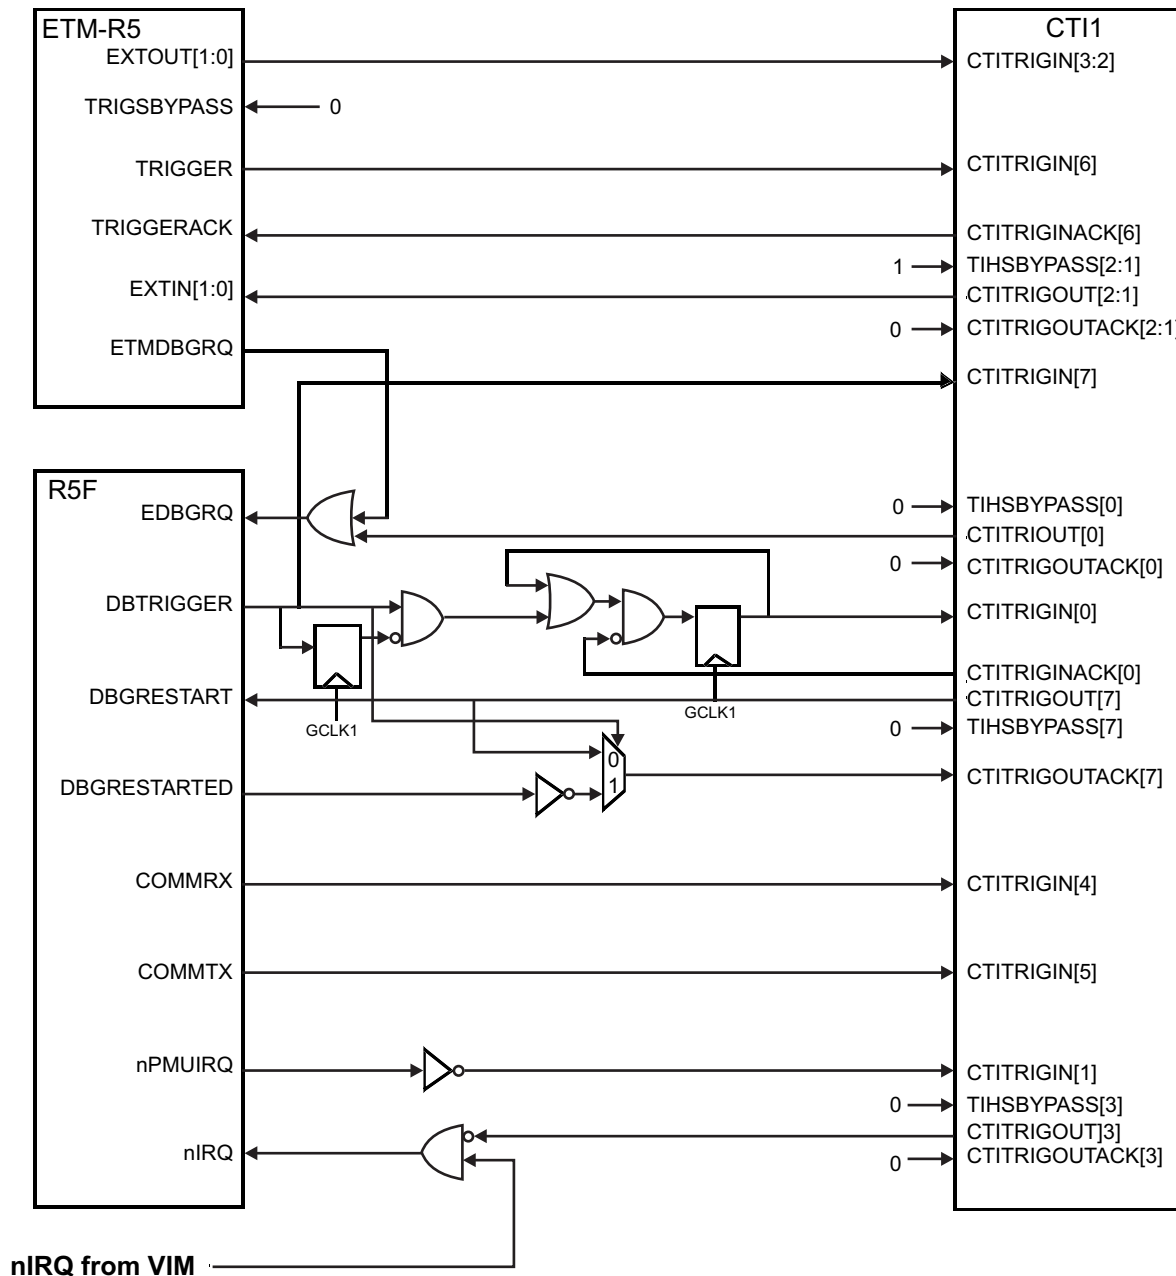 ETM-R5
EXTOUT[1:0]
TRIGSBYPASS
0
TRIGGER
TRIGGERACK
EXTIN[1:0]
ETMDBGRQ
R5F
EDBGRQ
DBTRIGGER
GCLK1
GCLK1
DBGRESTART
0
1
DBGRESTARTED
COMMRX
COMMTX
nPMUIRQ
nIRQ
nIRQ from VIM
CTI1
CTITRIGIN[3:2]
CTITRIGIN[6]
CTITRIGINACK[6]
1
TIHSBYPASS[2:1]
CTITRIGOUT[2:1]
0
CTITRIGOUTACK[2:1]
CTITRIGIN[7]
0
TIHSBYPASS[0]
CTITRIOUT[0]
0
CTITRIGOUTACK[0]
CTITRIGIN[0]
CTITRIGINACK[0]
CTITRIGOUT[7]
0
TIHSBYPASS[7]
CTITRIGOUTACK[7]
CTITRIGIN[4]
CTITRIGIN[5]
CTITRIGIN[1]
0
TIHSBYPASS[3]
CTITRIGOUT]3]
0
CTITRIGOUTACK[3]